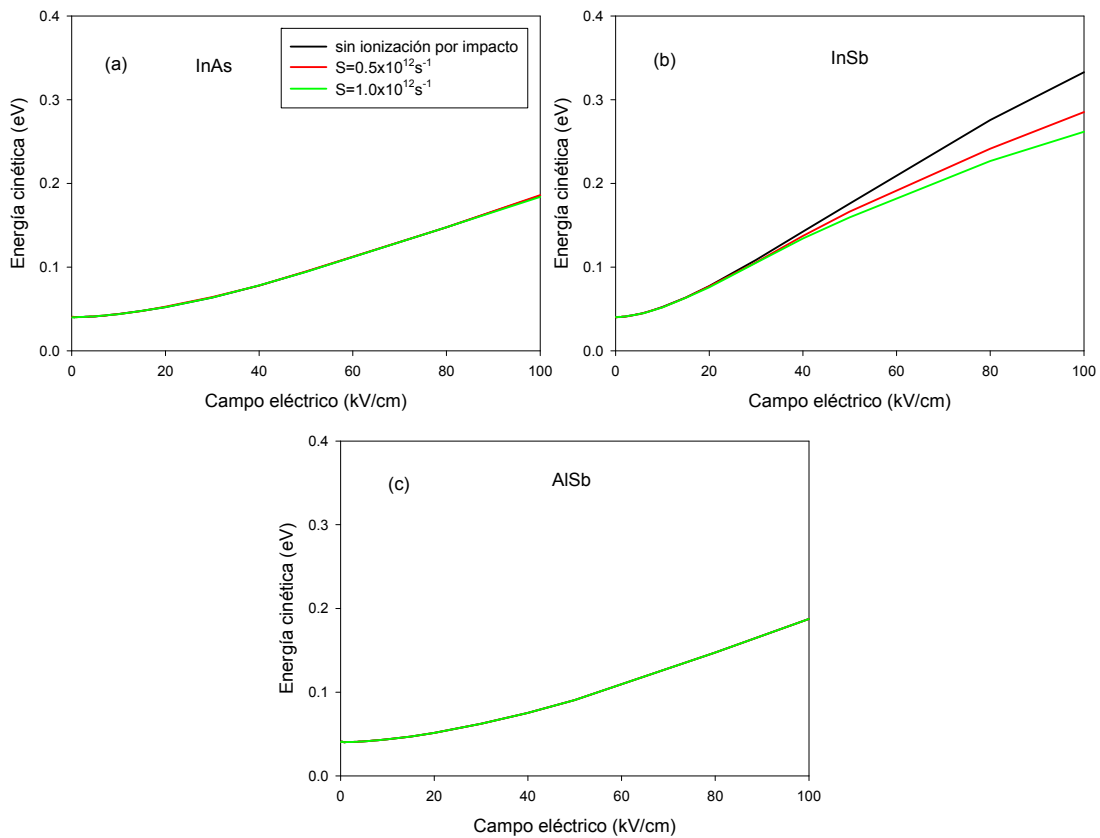 (a) InAs
sin ionización por impacto
S=0.5x10¹²s⁻¹
S=1.0x10¹²s⁻¹
Energía cinética (eV)
0.4
0.3
0.2
0.1
0.0
0 20 40 60 80 100
Campo eléctrico (kV/cm)
(b) InSb
Energía cinética (eV)
0.4
0.3
0.2
0.1
0.0
0 20 40 60 80 100
Campo eléctrico (kV/cm)
(c) AlSb
Energía cinética (eV)
0.4
0.3
0.2
0.1
0.0
0 20 40 60 80 100
Campo eléctrico (kV/cm)